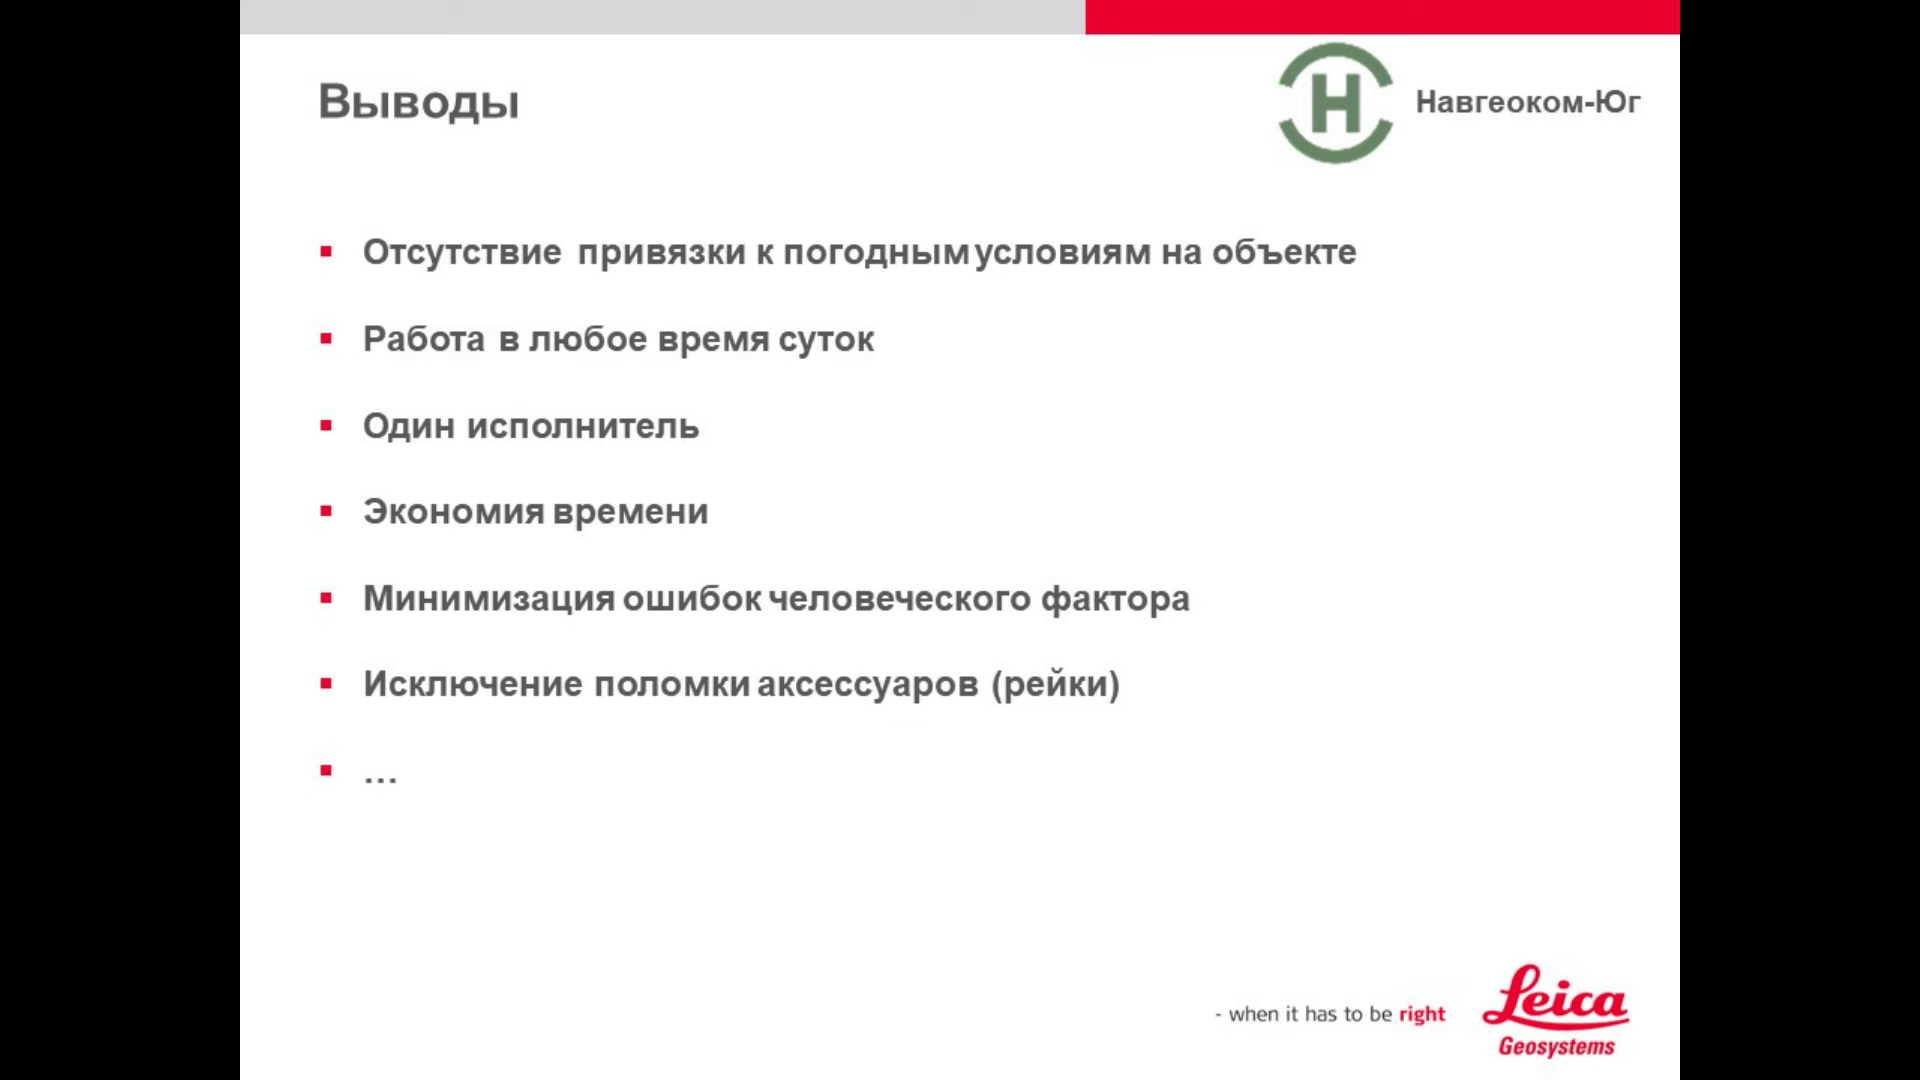 Выводы
Н
Навгеоком-Юг
Отсутствие привязки к погодным условиям на объекте
Работа в любое время суток
Один исполнитель
Экономия времени
Минимизация ошибок человеческого фактора
Исключение поломки аксессуаров (рейки)
…
- when it has to be right
Leica
Geosystems